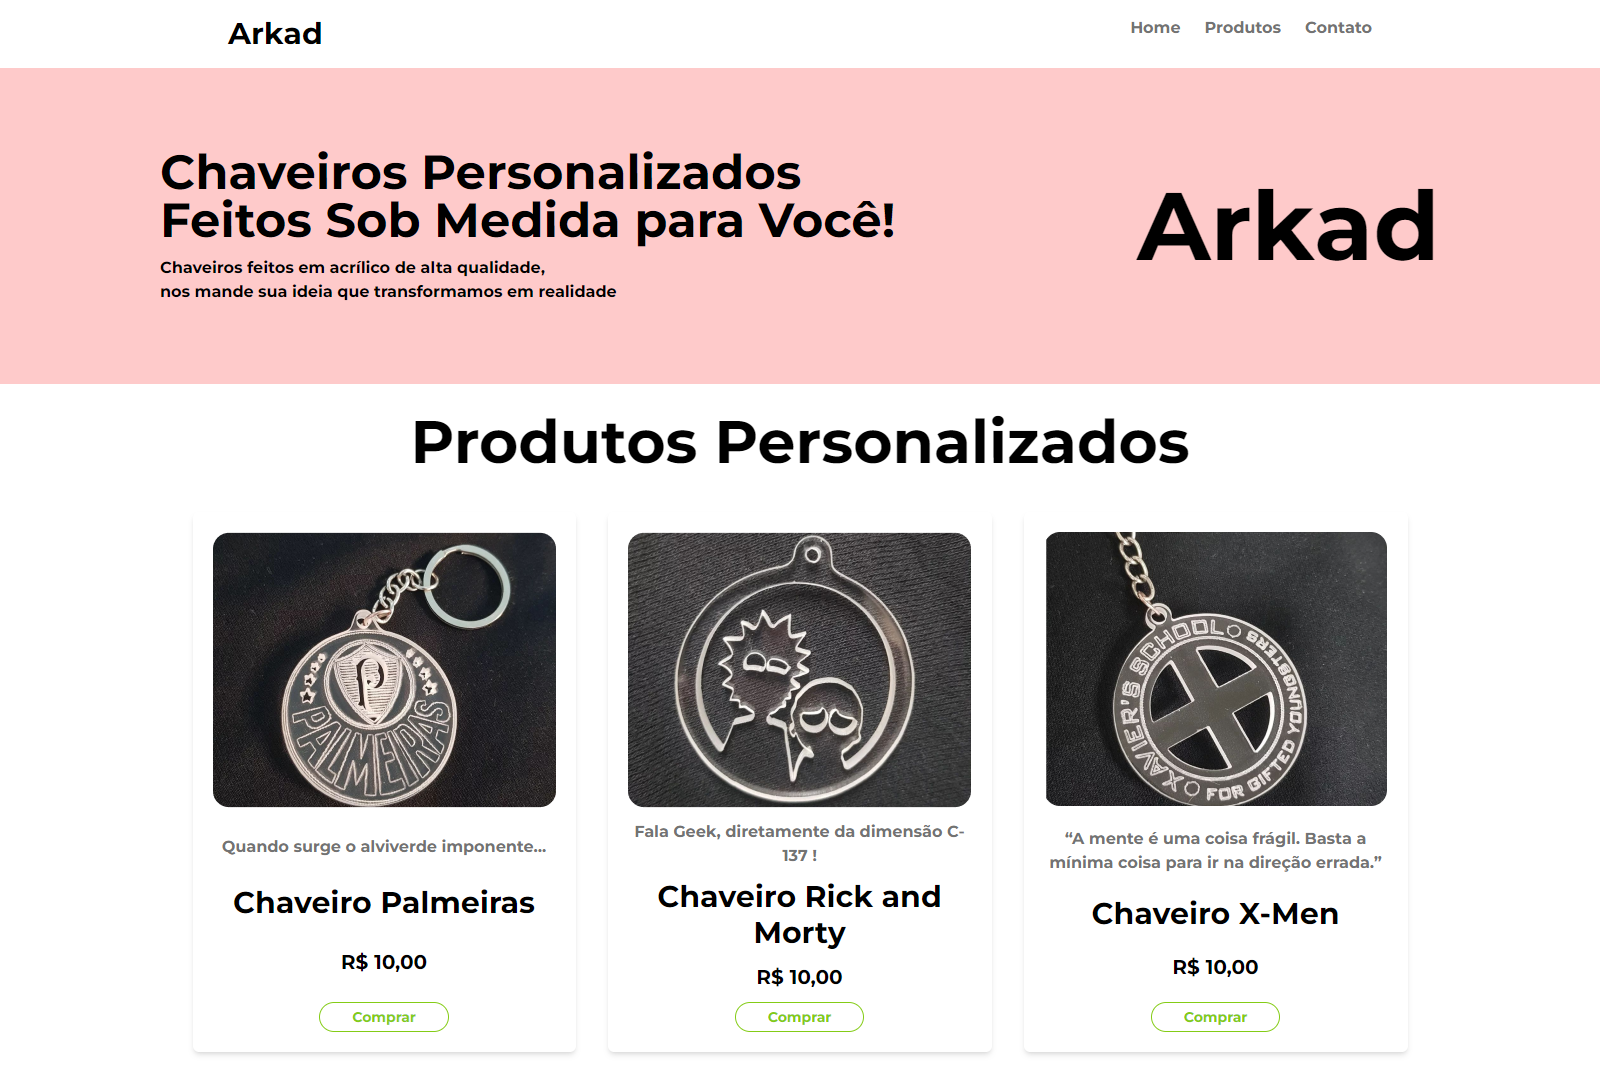 Arkad
Home Produtos Contato
Chaveiros Personalizados
Feitos Sob Medida para Você!
Chaveiros feitos em acrílico de alta qualidade,
nos mande sua ideia que transformamos em realidade
Arkad
Produtos Personalizados
P
PALMEIRAS
Quando surge o alviverde imponente...
Chaveiro Palmeiras
R$ 10,00
Comprar
Fala Geek, diretamente da dimensão C-
137 !
Chaveiro Rick and
Morty
R$ 10,00
Comprar
XAVIER'S SCHOOL
FOR GIFTED YOUNGSTERS
“A mente é uma coisa frágil. Basta a
mínima coisa para ir na direção errada.”
Chaveiro X-Men
R$ 10,00
Comprar